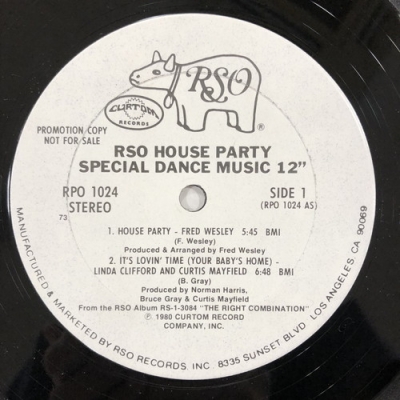 RSO
®
CURTOM
RECORDS
PROMOTION COPY
NOT FOR SALE
RSO HOUSE PARTY
SPECIAL DANCE MUSIC 12"
RPO 1024
STEREO
SIDE 1
(RPO 1024 AS)
73
1. HOUSE PARTY - FRED WESLEY 5:45 BMI
(F. Wesley)
Produced & Arranged by Fred Wesley
2. IT'S LOVIN' TIME (YOUR BABY'S HOME) -
LINDA CLIFFORD AND CURTIS MAYFIELD 6:48 BMI
(B. Gray)
Produced by Norman Harris,
Bruce Gray & Curtis Mayfield
From the RSO Album RS-1-3084 "THE RIGHT COMBINATION"
℗ 1980 CURTOM RECORD
COMPANY, INC.
MANUFACTURED & MARKETED BY RSO RECORDS INC. 8335 SUNSET BLVD LOS ANGELES CA 90069